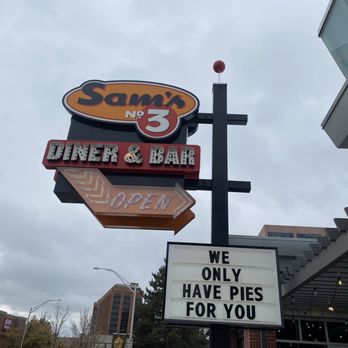 Sam's
No 3
DINER & BAR
OPEN
WE
ONLY
HAVE PIES
FOR YOU